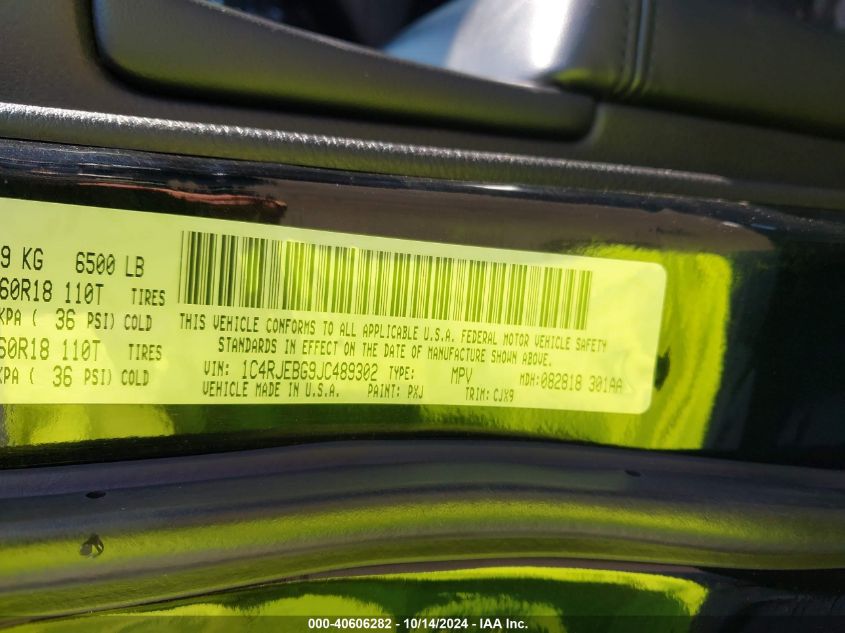 9 KG 6500 LB
60R18 110T TIRES
KPA ( 36 PSI) COLD
60R18 110T TIRES
KPA ( 36 PSI) COLD
THIS VEHICLE CONFORMS TO ALL APPLICABLE U.S.A. FEDERAL MOTOR VEHICLE SAFETY
STANDARDS IN EFFECT ON THE DATE OF MANUFACTURE SHOWN ABOVE.
VIN: 1C4RJEBG9JC489302 TYPE: MPV MDH:082818 301AA
VEHICLE MADE IN U.S.A. PAINT: PXJ TRIM: CJX9
000-40606282 - 10/14/2024 - IAA Inc.